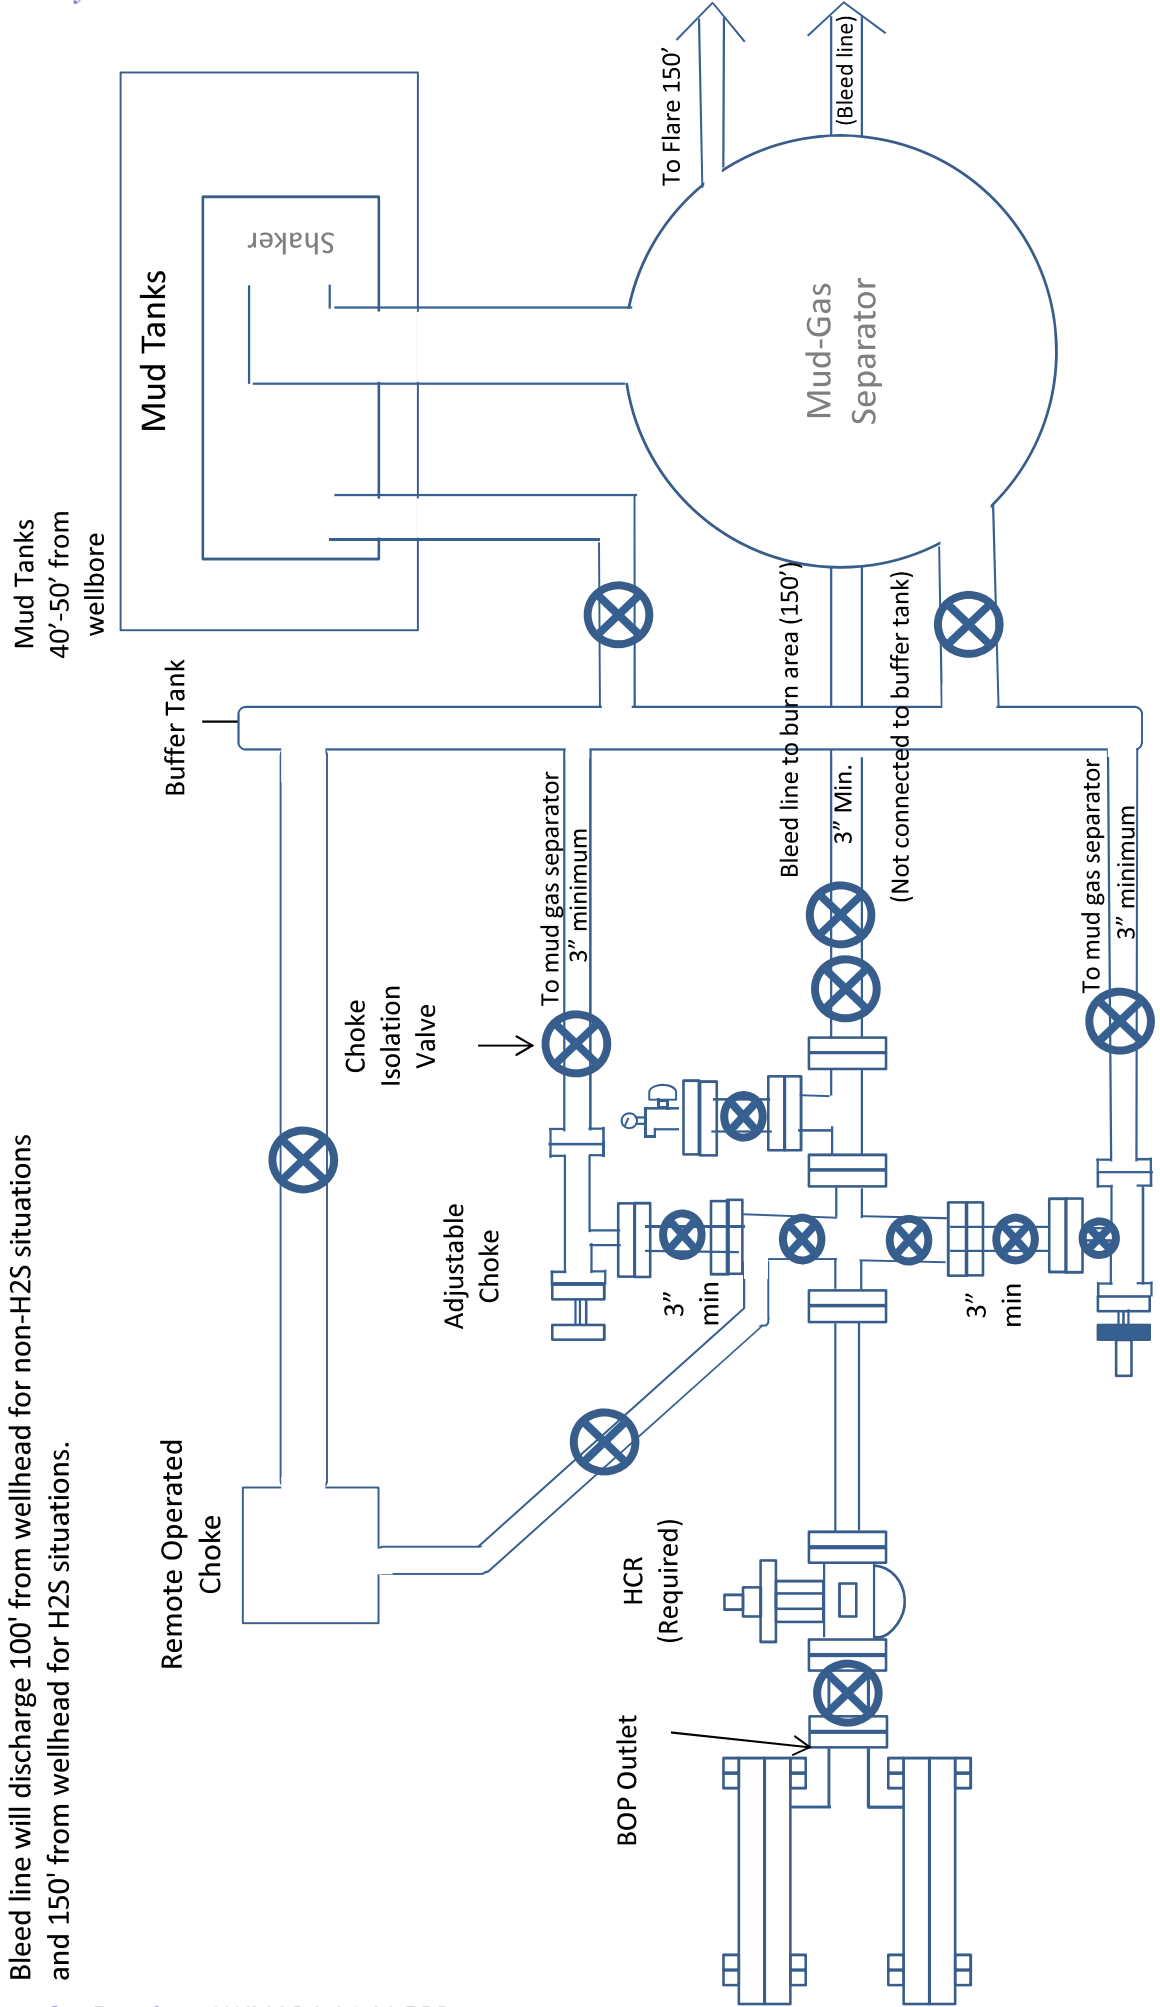 Bleed line will discharge 100' from wellhead for non-H2S situations
and 150' from wellhead for H2S situations.
Mud Tanks
40’-50’ from
wellbore
Mud Tanks
Shaker
Buffer Tank
Remote Operated
Choke
Choke
Isolation
Valve
Adjustable
Choke
To mud gas separator
3” minimum
To Flare 150’
(Bleed line)
Mud-Gas
Separator
Bleed line to burn area (150’)
3” Min.
(Not connected to buffer tank)
3”
min
HCR
(Required)
BOP Outlet
3”
min
To mud gas separator
3” minimum